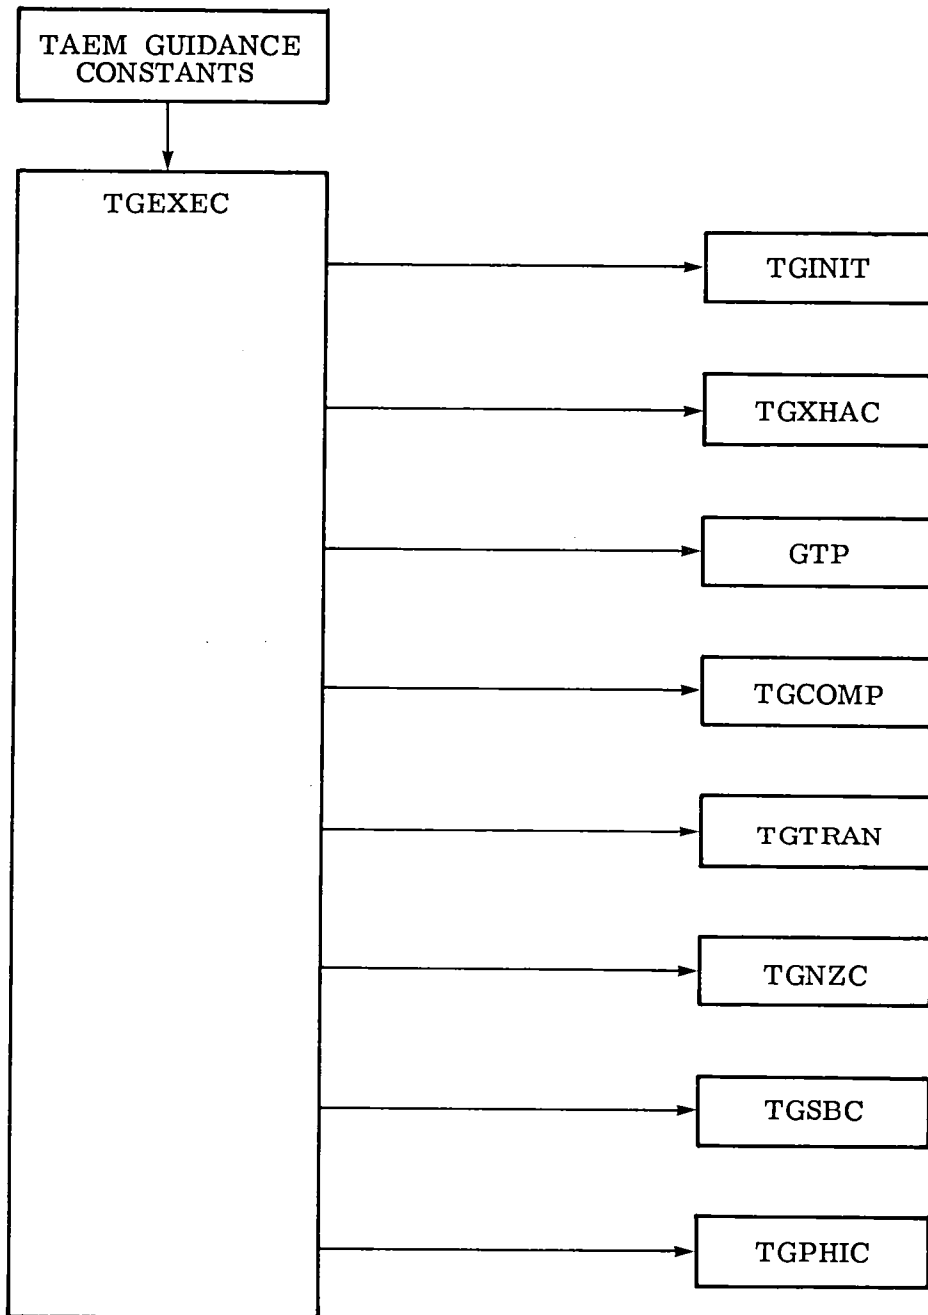 TAEM GUIDANCE
CONSTANTS
TGEXEC
TGINIT
TGXHAC
GTP
TGCOMP
TGTRAN
TGNZC
TGSBC
TGPHIC